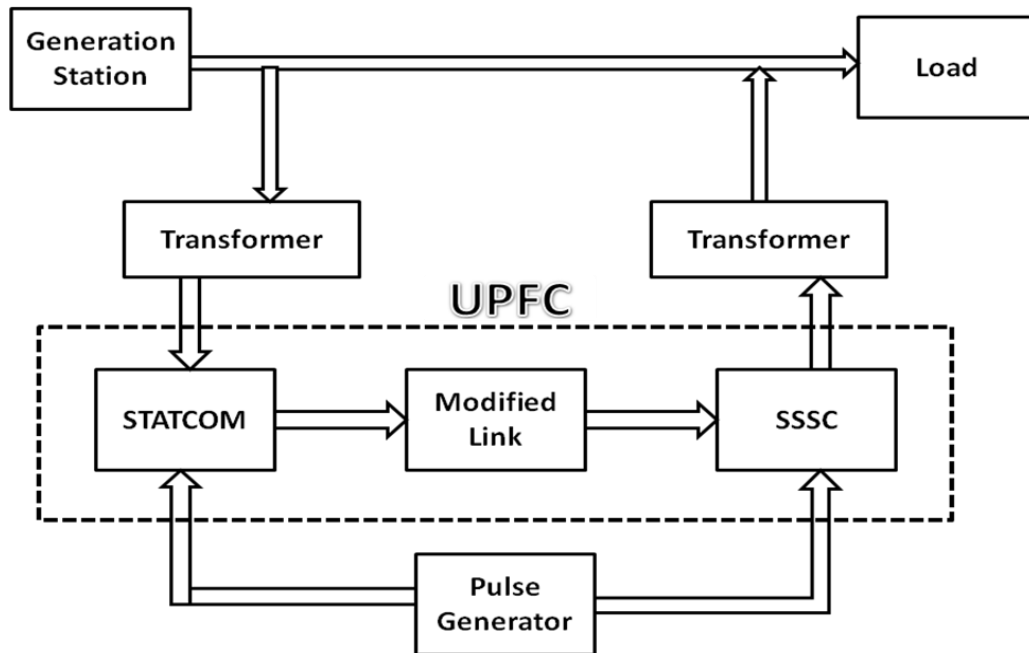 Generation
Station
Load
Transformer
Transformer
UPFC
STATCOM
Modified
Link
SSSC
Pulse
Generator